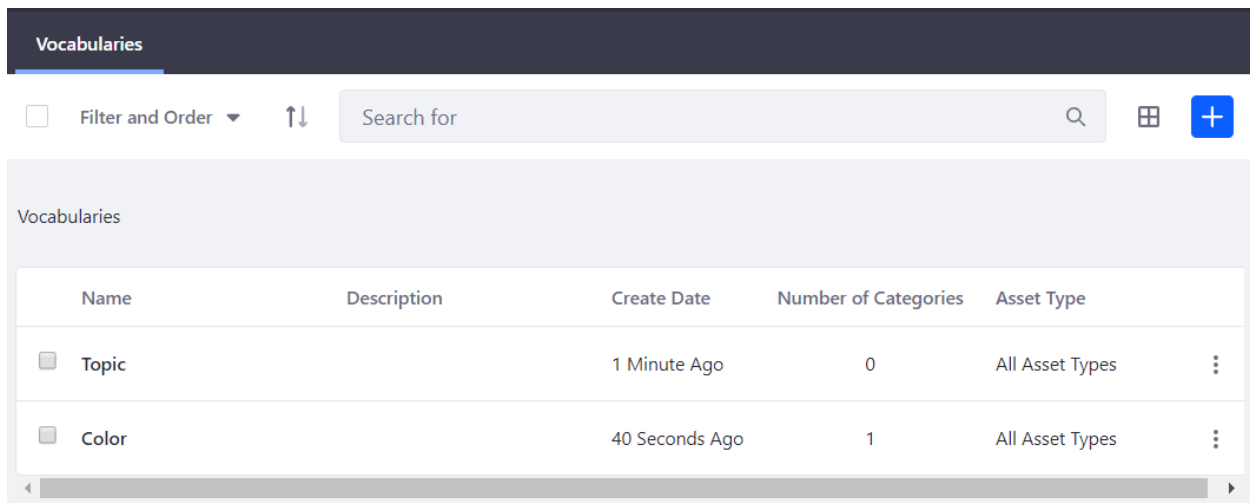 Vocabularies
Filter and Order Search for
Vocabularies
Name Description Create Date Number of Categories Asset Type
Topic 1 Minute Ago 0 All Asset Types
Color 40 Seconds Ago 1 All Asset Types